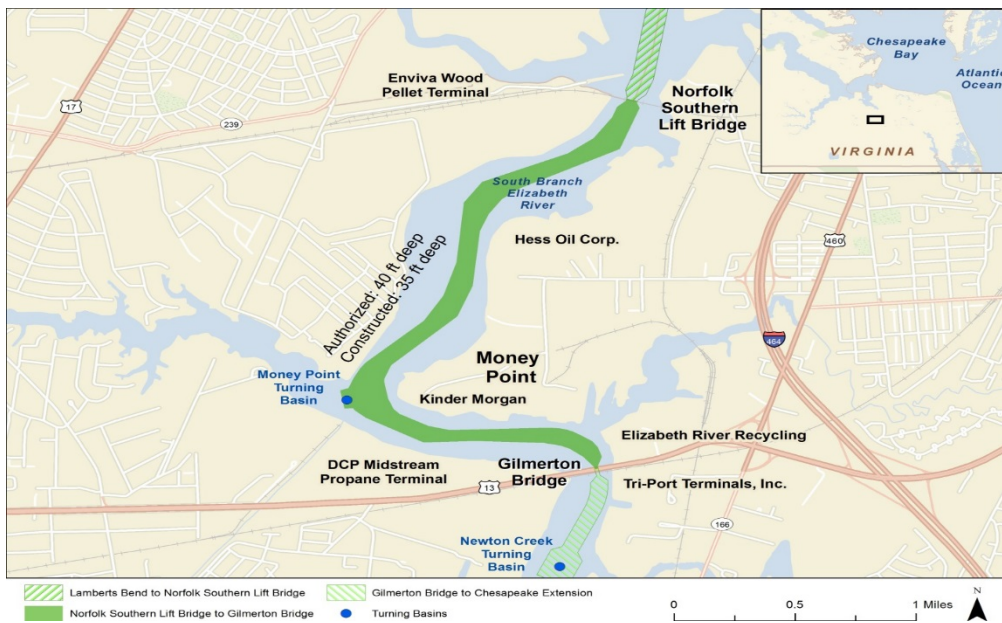 Chesapeake
Bay
Atlantic
Ocean
VIRGINIA
Enviva Wood
Pellet Terminal
Norfolk
Southern
Lift Bridge
17
239
South Branch
Elizabeth
River
460
Hess Oil Corp.
Authorized: 40 ft deep
Constructed: 35 ft deep
464
Money
Point
Money Point
Turning
Basin
Kinder Morgan
Elizabeth River Recycling
DCP Midstream
Propane Terminal
Gilmerton
Bridge
13
Tri-Port Terminals, Inc.
166
Newton Creek
Turning
Basin
Lamberts Bend to Norfolk Southern Lift Bridge
Gilmerton Bridge to Chesapeake Extension
Norfolk Southern Lift Bridge to Gilmerton Bridge
Turning Basins
0 0.5 1 Miles
N